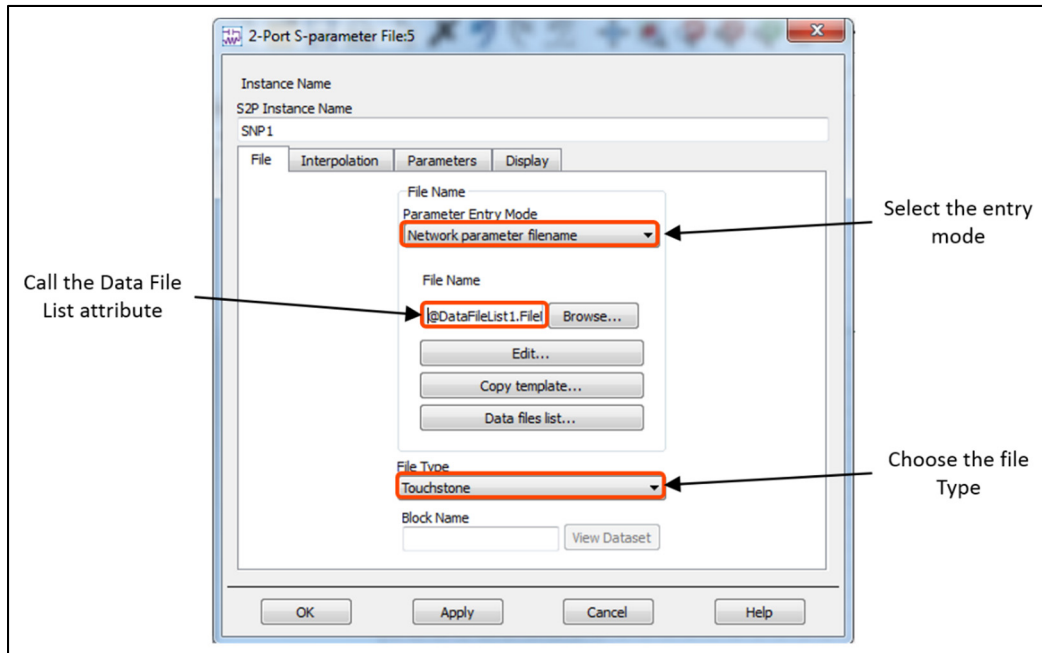 2-Port S-parameter File:5
Instance Name
S2P Instance Name
SNP1
File Interpolation Parameters Display
File Name
Parameter Entry Mode
Network parameter filename
Select the entry
mode
File Name
Call the Data File
List attribute
@DataFileList1.Filel Browse...
Edit...
Copy template...
Data files list...
File Type
Touchstone
Choose the file
Type
Block Name
View Dataset
OK Apply Cancel Help